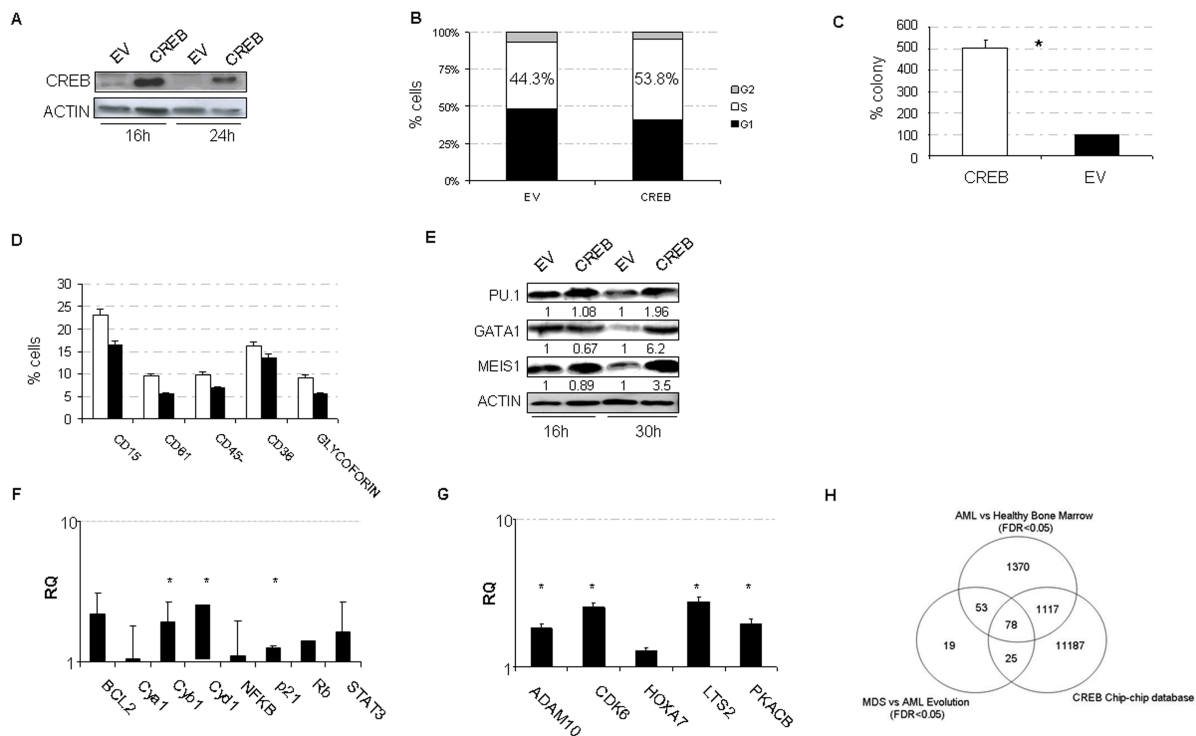 A
EV CREB EV CREB
CREB
ACTIN
16h 24h
B
% cells
100%
75%
50%
25%
0%
44.3% 53.8%
G2
S
G1
EV CREB
C
% colony
600
500
400
300
200
100
0
*
CREB EV
D
% cells
30
25
20
15
10
5
0
CD15 CD61 CD45- CD36 GLYCOFORIN
E
EV CREB EV CREB
PU.1
1 1.08 1 1.96
GATA1
1 0.67 1 6.2
MEIS1
1 0.89 1 3.5
ACTIN
16h 30h
F
RQ
10
1
* * *
BCL2 Cya1 Cyb1 Cyd1 NFKB p21 Rb STAT3
G
RQ
10
1
* * * *
ADAM10 CDK6 HOXA7 LTS2 PKACB
H
AML vs Healthy Bone Marrow
(FDR<0.05)
1370
53 1117
78
19 25 11187
CREB Chip-chip database
MDS vs AML Evolution
(FDR<0.05)